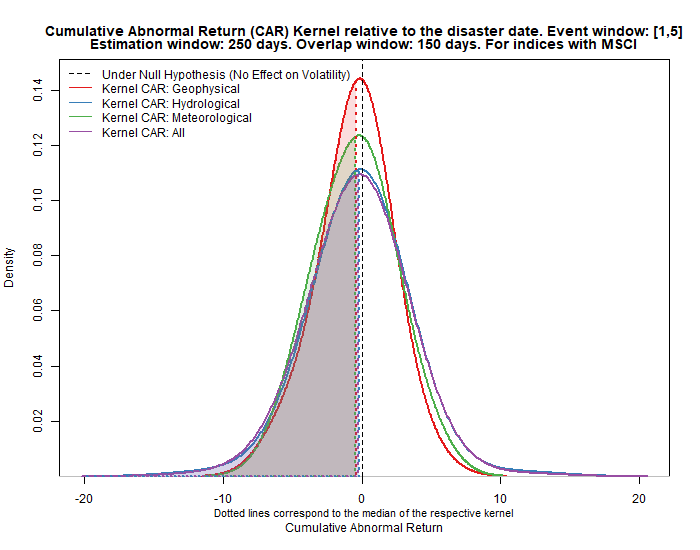 Cumulative Abnormal Return (CAR) Kernel relative to the disaster date. Event window: [1,5]
Estimation window: 250 days. Overlap window: 150 days. For indices with MSCI
Under Null Hypothesis (No Effect on Volatility)
Kernel CAR: Geophysical
Kernel CAR: Hydrological
Kernel CAR: Meteorological
Kernel CAR: All
Density
0.14
0.12
0.10
0.08
0.06
0.04
0.02
-20 -10 0 10 20
Dotted lines correspond to the median of the respective kernel
Cumulative Abnormal Return